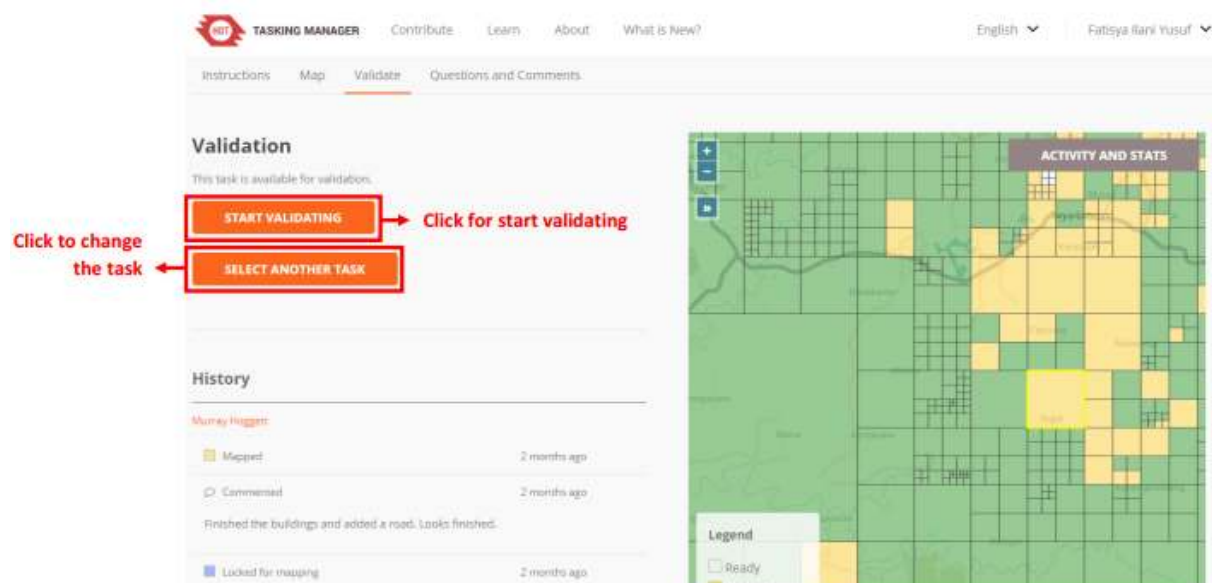 HOT TASKING MANAGER Contribute Learn About What is New? English Fatisya Ilani Yusuf
Instructions Map Validate Questions and Comments
Validation
This task is available for validation.
ACTIVITY AND STATS
START VALIDATING
Click for start validating
Click to change
the task
SELECT ANOTHER TASK
History
Murray Hoggett
Mapped 2 months ago
Commented 2 months ago
Finished the buildings and added a road. Looks finished.
Locked for mapping 2 months ago
+
−
»
Legend
Ready